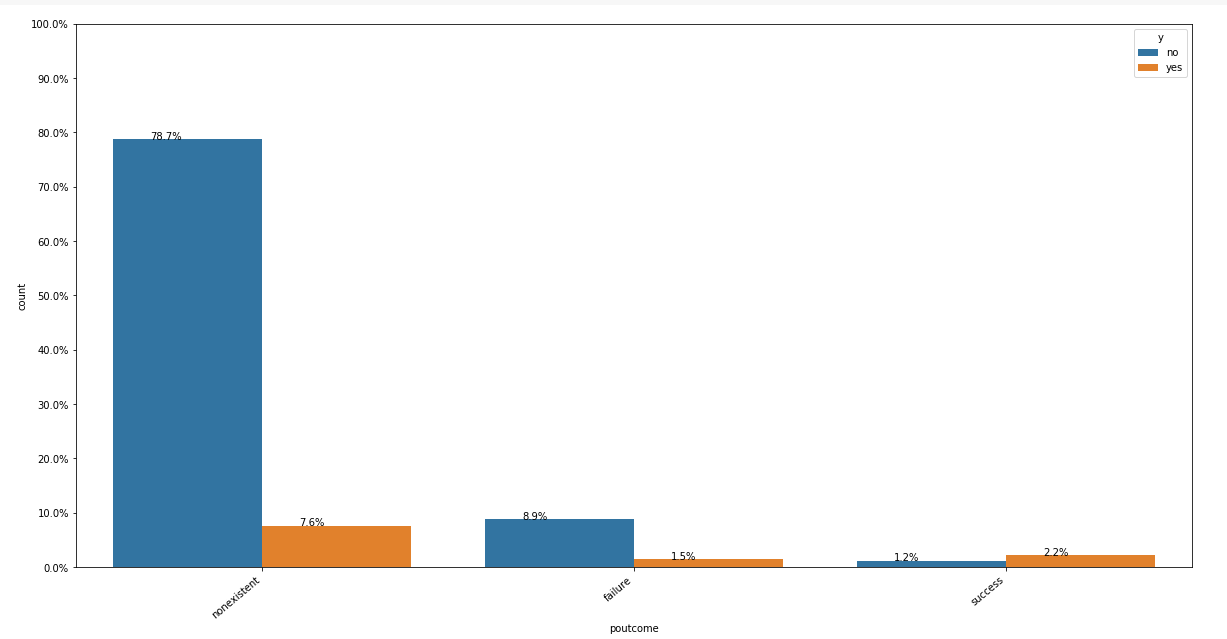 100.0%
90.0%
80.0%
70.0%
60.0%
50.0%
40.0%
30.0%
20.0%
10.0%
0.0%
count
y
no
yes
78.7%
7.6%
8.9%
1.5%
1.2%
2.2%
nonexistent
failure
success
poutcome